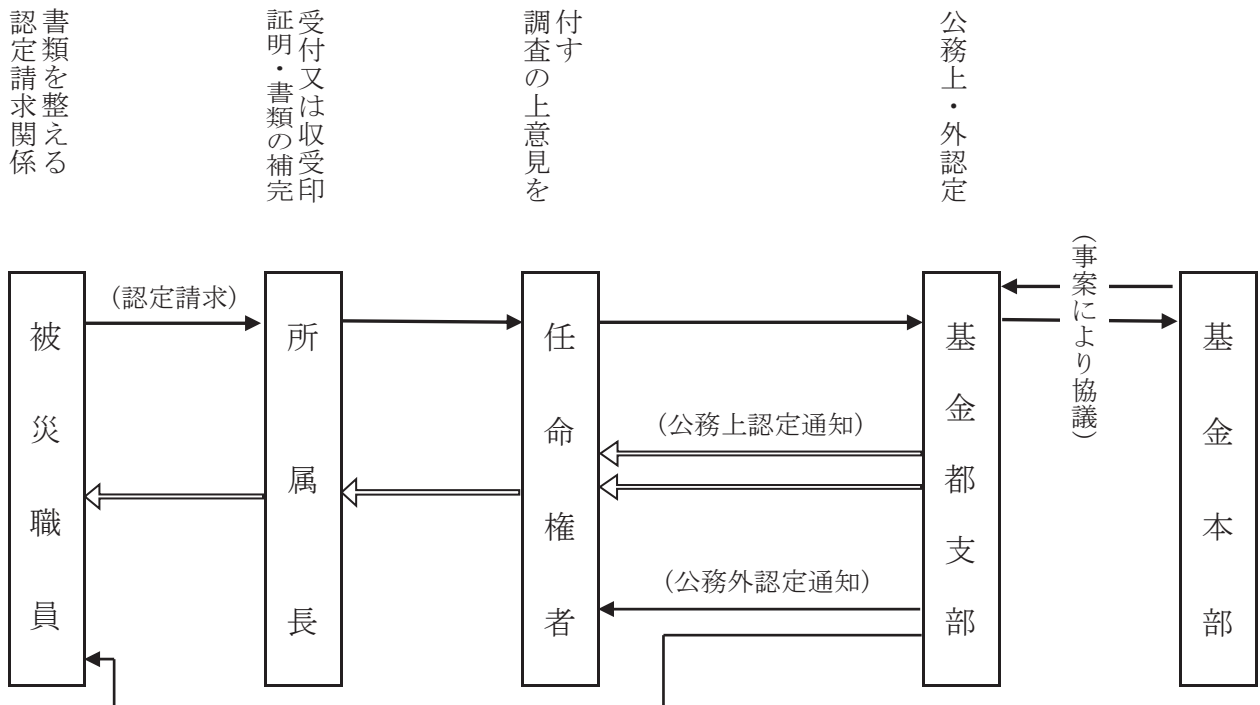 認定請求関係
書類を整える
証明・書類の補完
受付又は収受印
調査の上意見を
付す
公務上・外認定
被災職員
(認定請求)
所属長
任命権者
(公務上認定通知)
(公務外認定通知)
基金都支部
(事案により協議)
基金本部